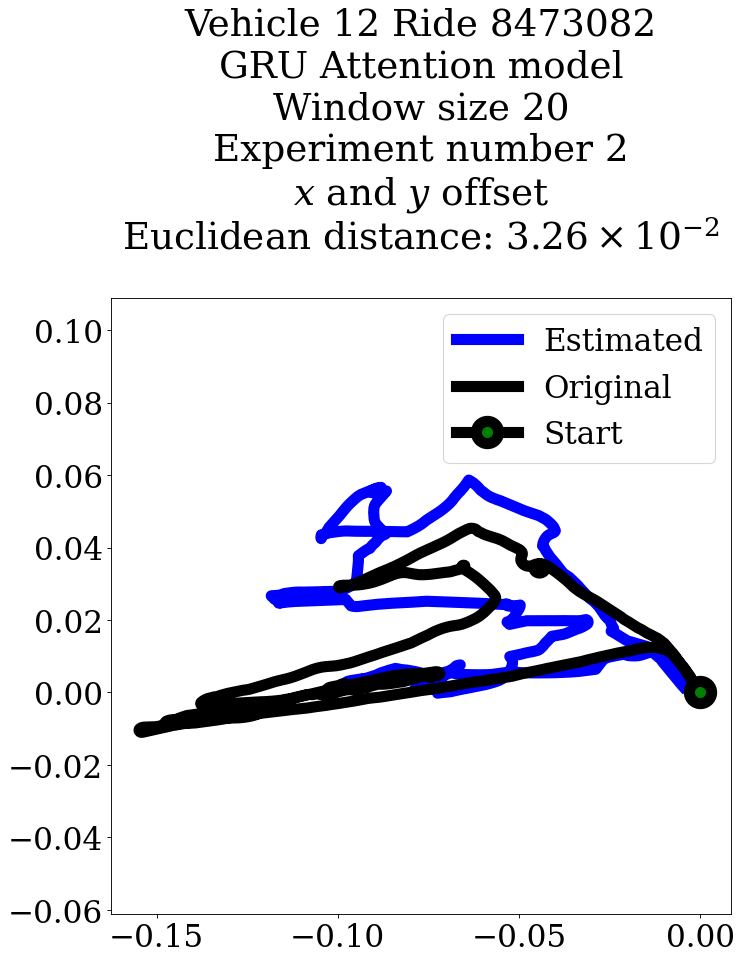 Vehicle 12 Ride 8473082
GRU Attention model
Window size 20
Experiment number 2
x and y offset
Euclidean distance: 3.26 × 10⁻²
Estimated
Original
Start
0.10
0.08
0.06
0.04
0.02
0.00
−0.02
−0.04
−0.06
−0.15
−0.10
−0.05
0.00